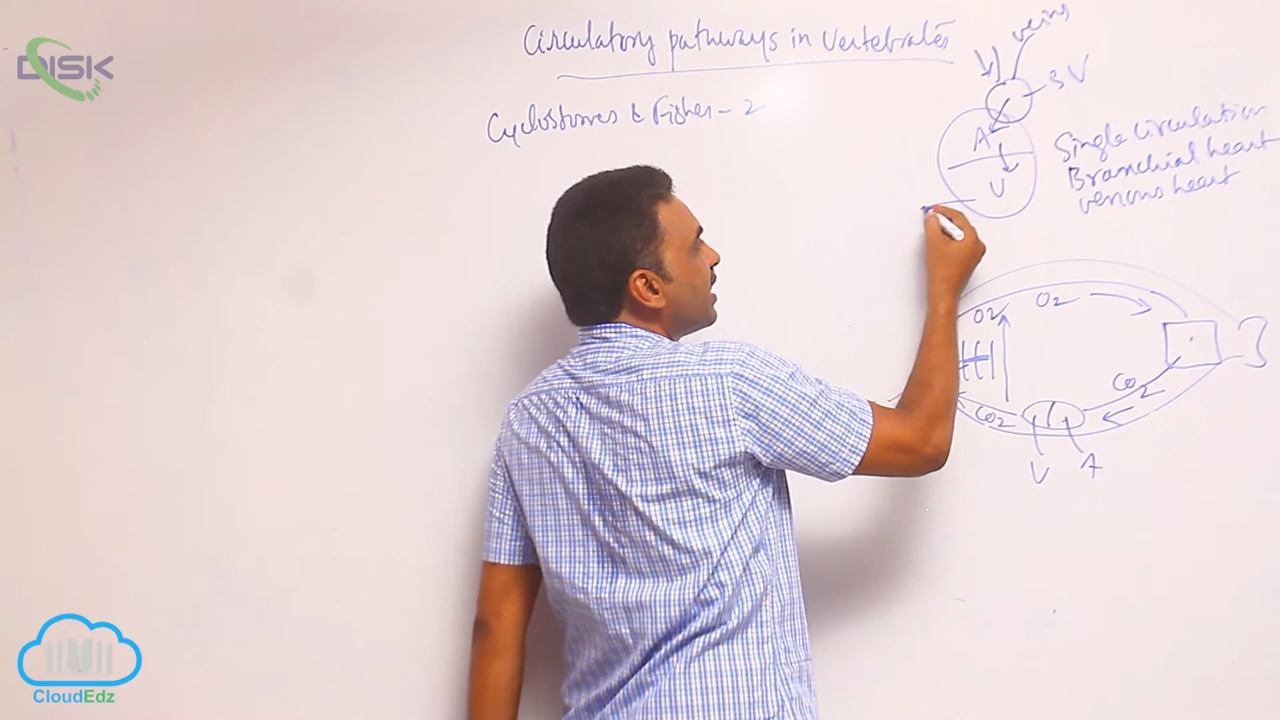 DISK
Circulatory pathways in Vertebrates
Cyclostomes & Fishes - 2
veins
SV
A
V
Single circulation
Branchial heart
venous heart
O2
O2
CO2
CO2
V
A
CloudEdz